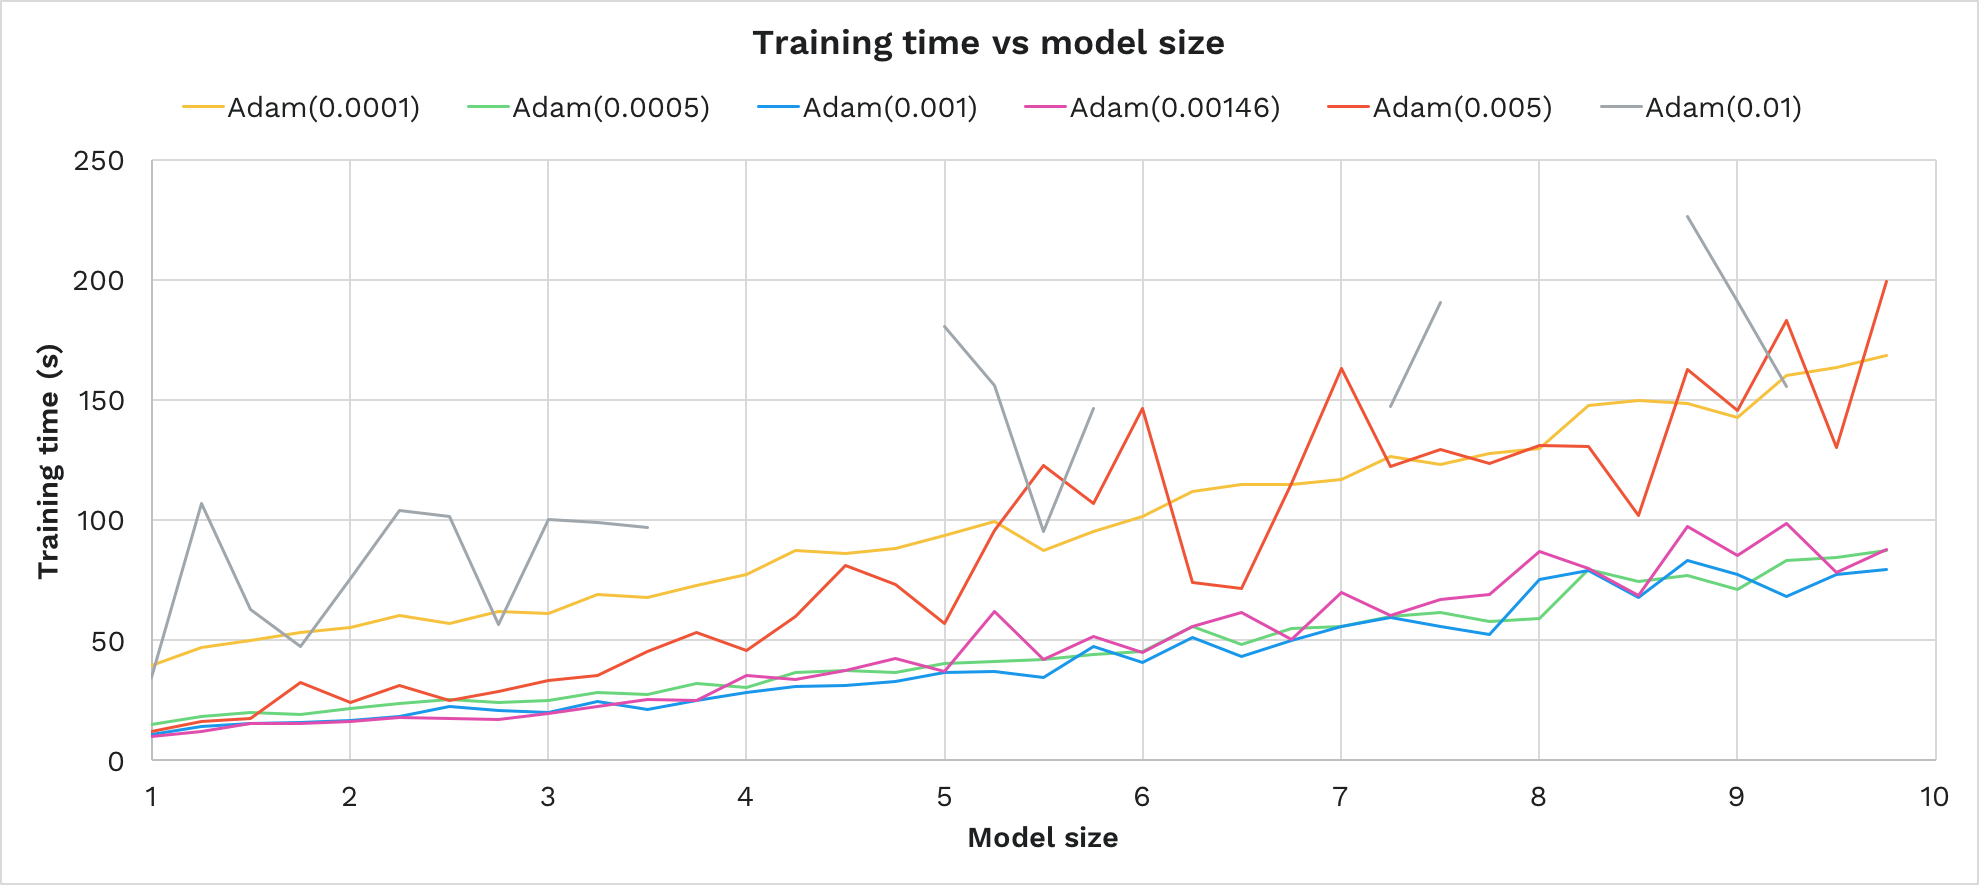 Training time vs model size
Adam(0.0001) Adam(0.0005) Adam(0.001) Adam(0.00146) Adam(0.005) Adam(0.01)
250
200
150
100
50
0
Training time (s)
1 2 3 4 5 6 7 8 9 10
Model size